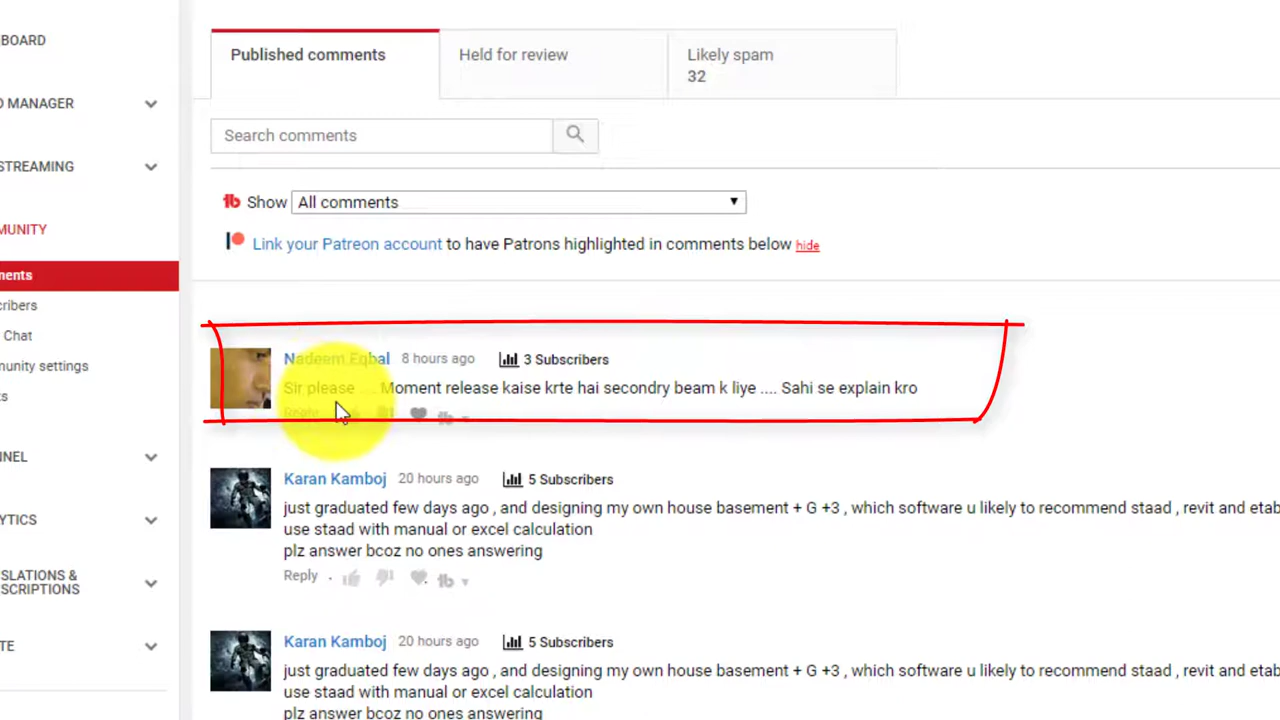 BOARD
MANAGER
STREAMING
MUNITY
ments
cribers
Chat
munity settings
s
NNEL
YTICS
SLATIONS &
SCRIPTIONS
TE
Published comments
Held for review
Likely spam
32
Search comments
Show All comments
Link your Patreon account to have Patrons highlighted in comments below hide
Nadeem Eqbal 8 hours ago 3 Subscribers
Sir please .... Moment release kaise krte hai secondry beam k liye .... Sahi se explain kro
Reply
Karan Kamboj 20 hours ago 5 Subscribers
just graduated few days ago , and designing my own house basement + G +3 , which software u likely to recommend staad , revit and etab
use staad with manual or excel calculation
plz answer bcoz no ones answering
Reply .
Karan Kamboj 20 hours ago 5 Subscribers
just graduated few days ago , and designing my own house basement + G +3 , which software u likely to recommend staad , revit and etab
use staad with manual or excel calculation
plz answer bcoz no ones answering